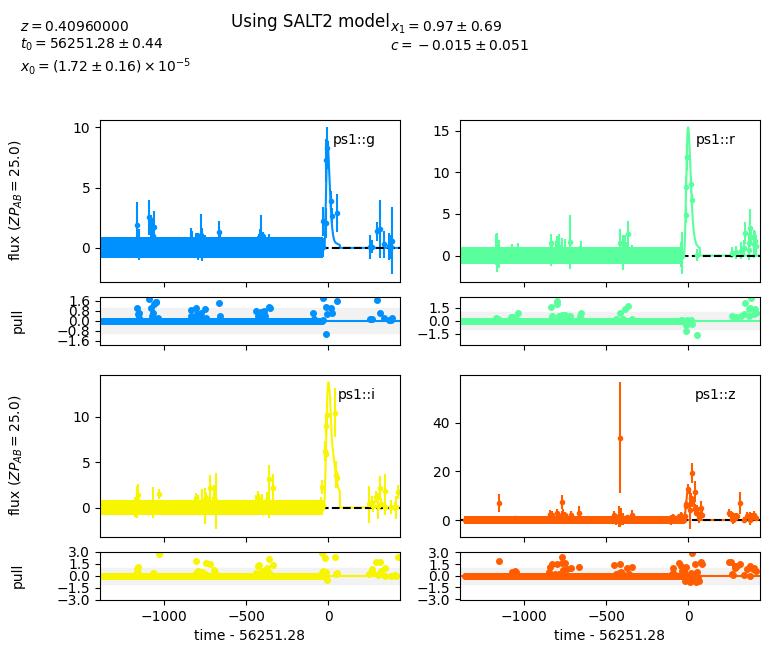 Using SALT2 model
z = 0.40960000
t₀ = 56251.28 ± 0.44
x₀ = (1.72 ± 0.16) × 10⁻⁵
x₁ = 0.97 ± 0.69
c = −0.015 ± 0.051
flux (ZP_AB = 25.0)
10
5
0
ps1::g
15
10
5
0
ps1::r
pull
1.6
0.8
0.0
−0.8
−1.6
1.5
0.0
−1.5
flux (ZP_AB = 25.0)
10
5
0
ps1::i
40
20
0
ps1::z
pull
3.0
1.5
0.0
−1.5
−3.0
3.0
1.5
0.0
−1.5
−3.0
−1000 −500 0
time - 56251.28
−1000 −500 0
time - 56251.28